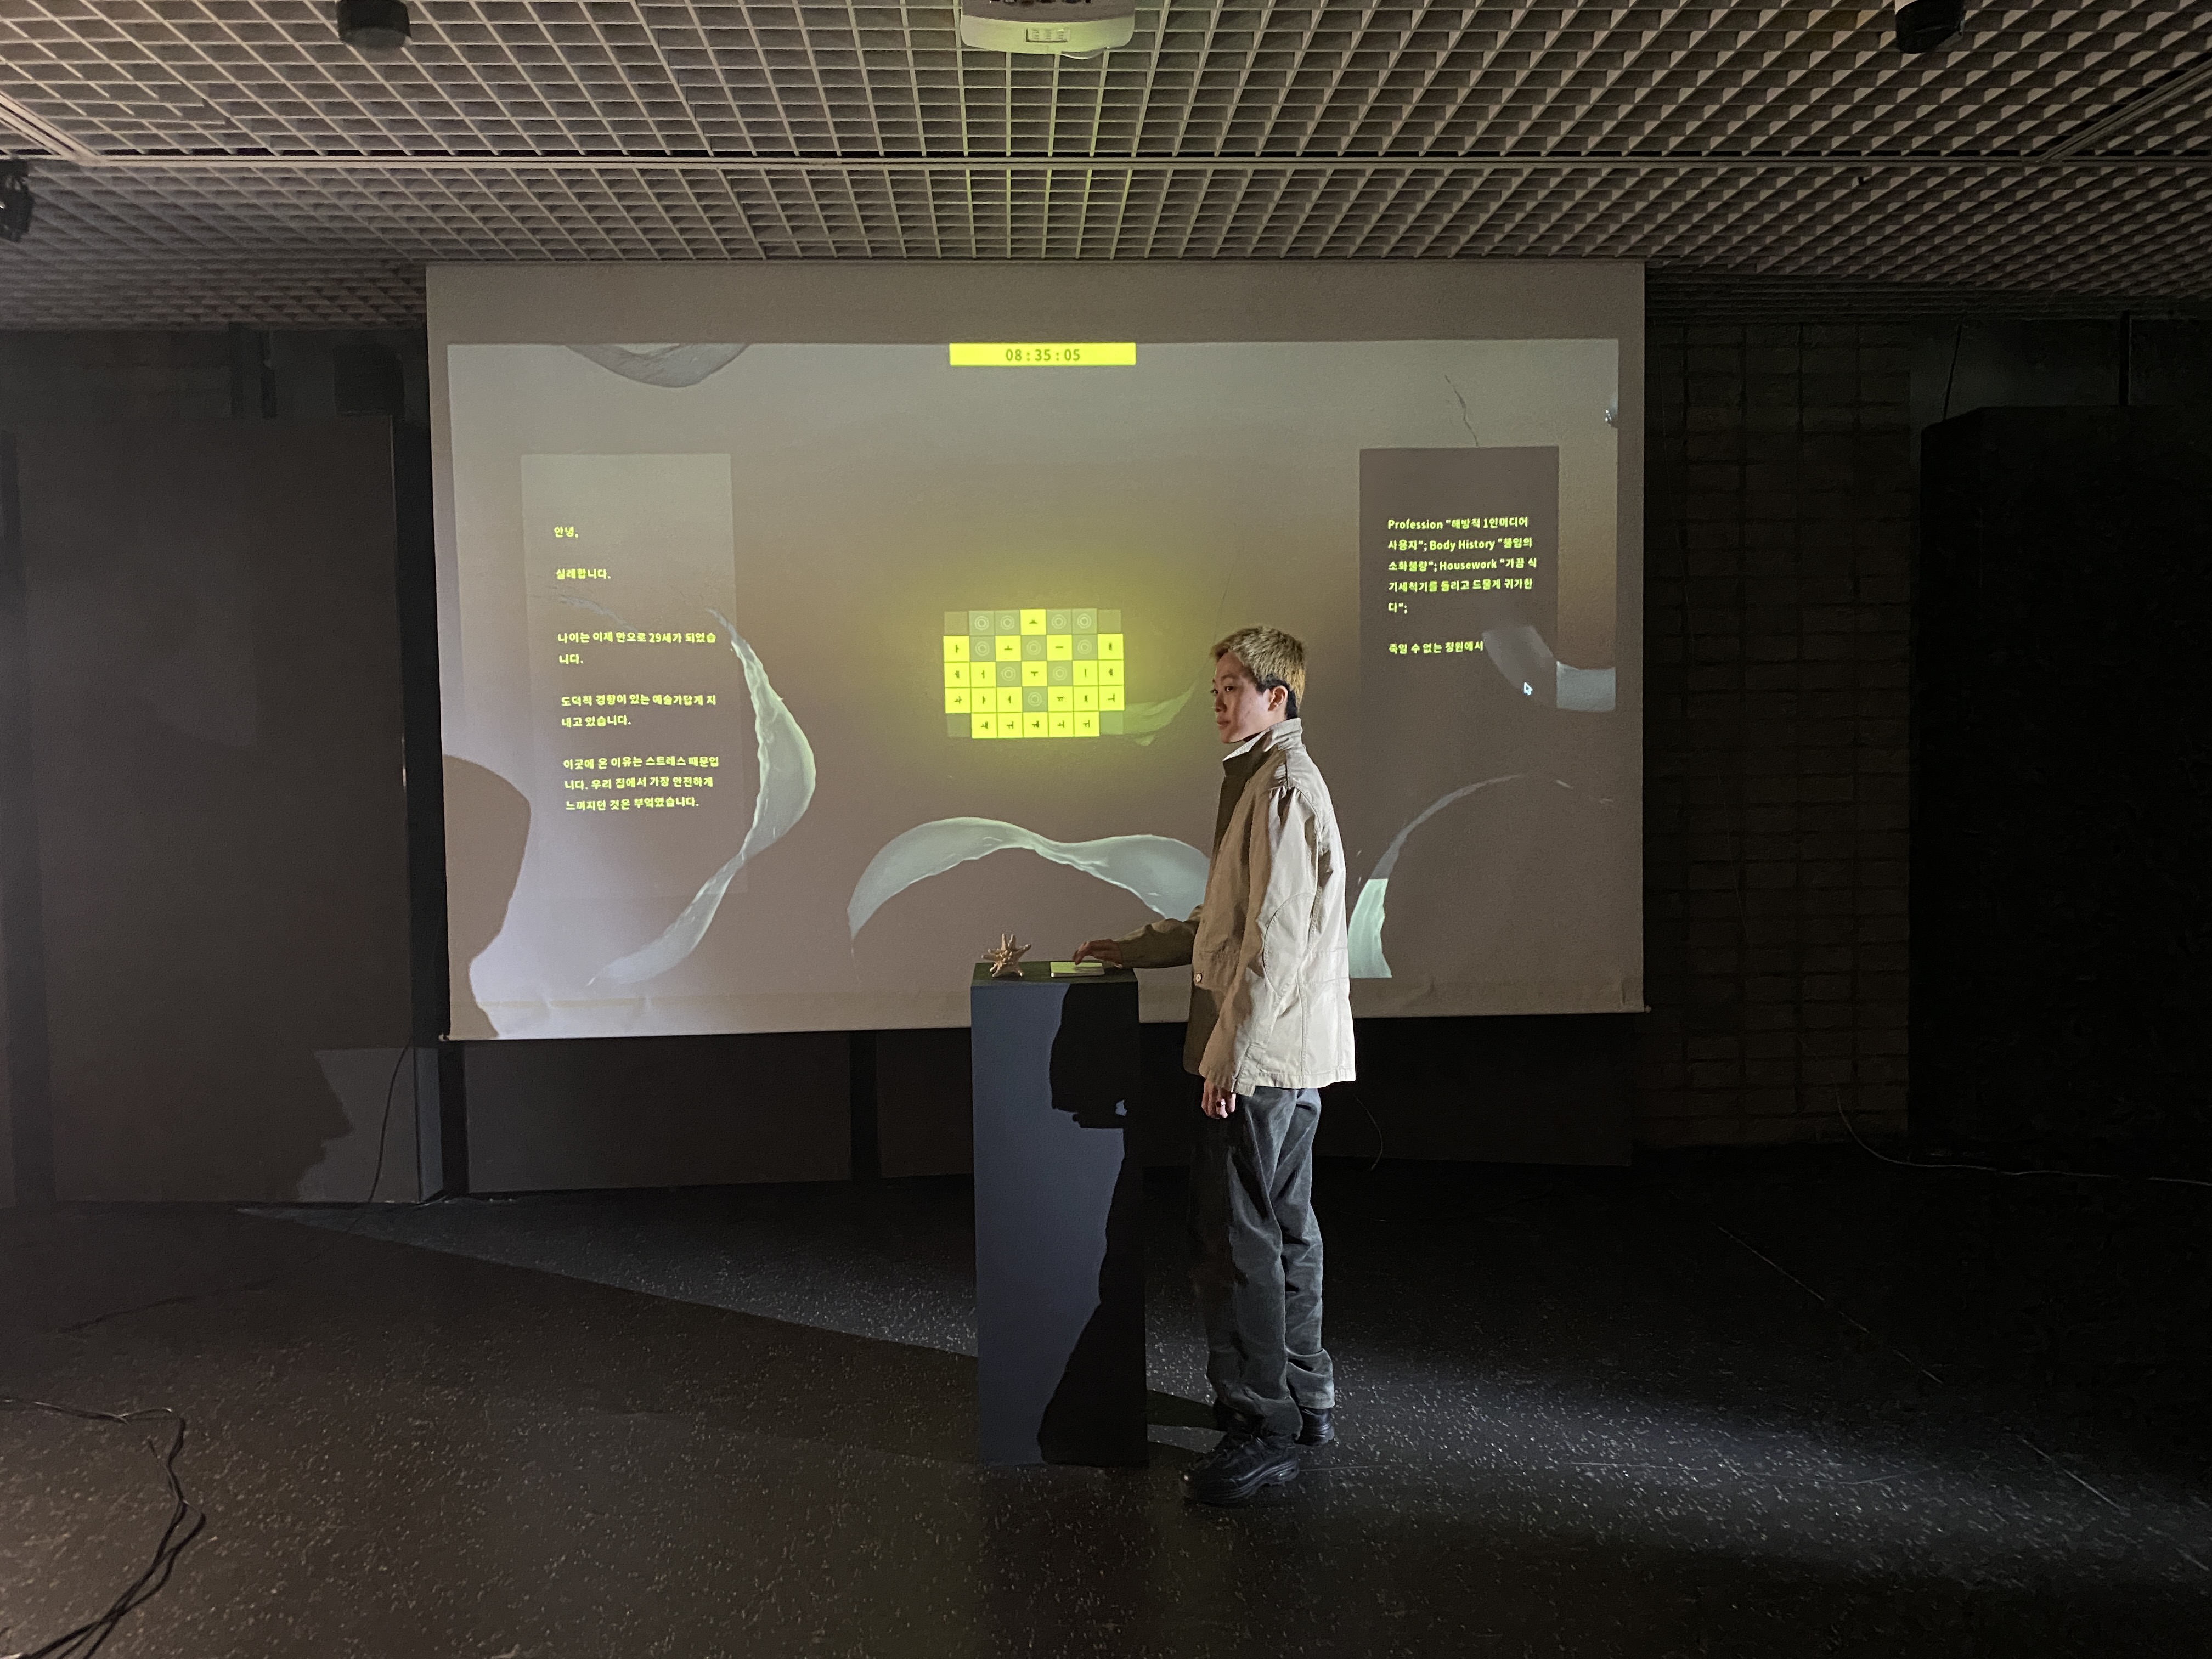 08 : 35 : 05
안녕,
실례합니다.
나이는 이제 만으로 29세가 되었습
니다.
도덕적 경향이 있는 예술가답게 지
내고 있습니다.
이곳에 온 이유는 스트레스 때문입
니다. 우리 집에서 가장 안전하게
느껴지던 것은 부엌였습니다.
Profession "해방적 1인미디어
사용자"; Body History "불임의
소화불량"; Housework "가끔 식
기세척기를 돌리고 드물게 귀가한
다";
죽일 수 없는 정원에서